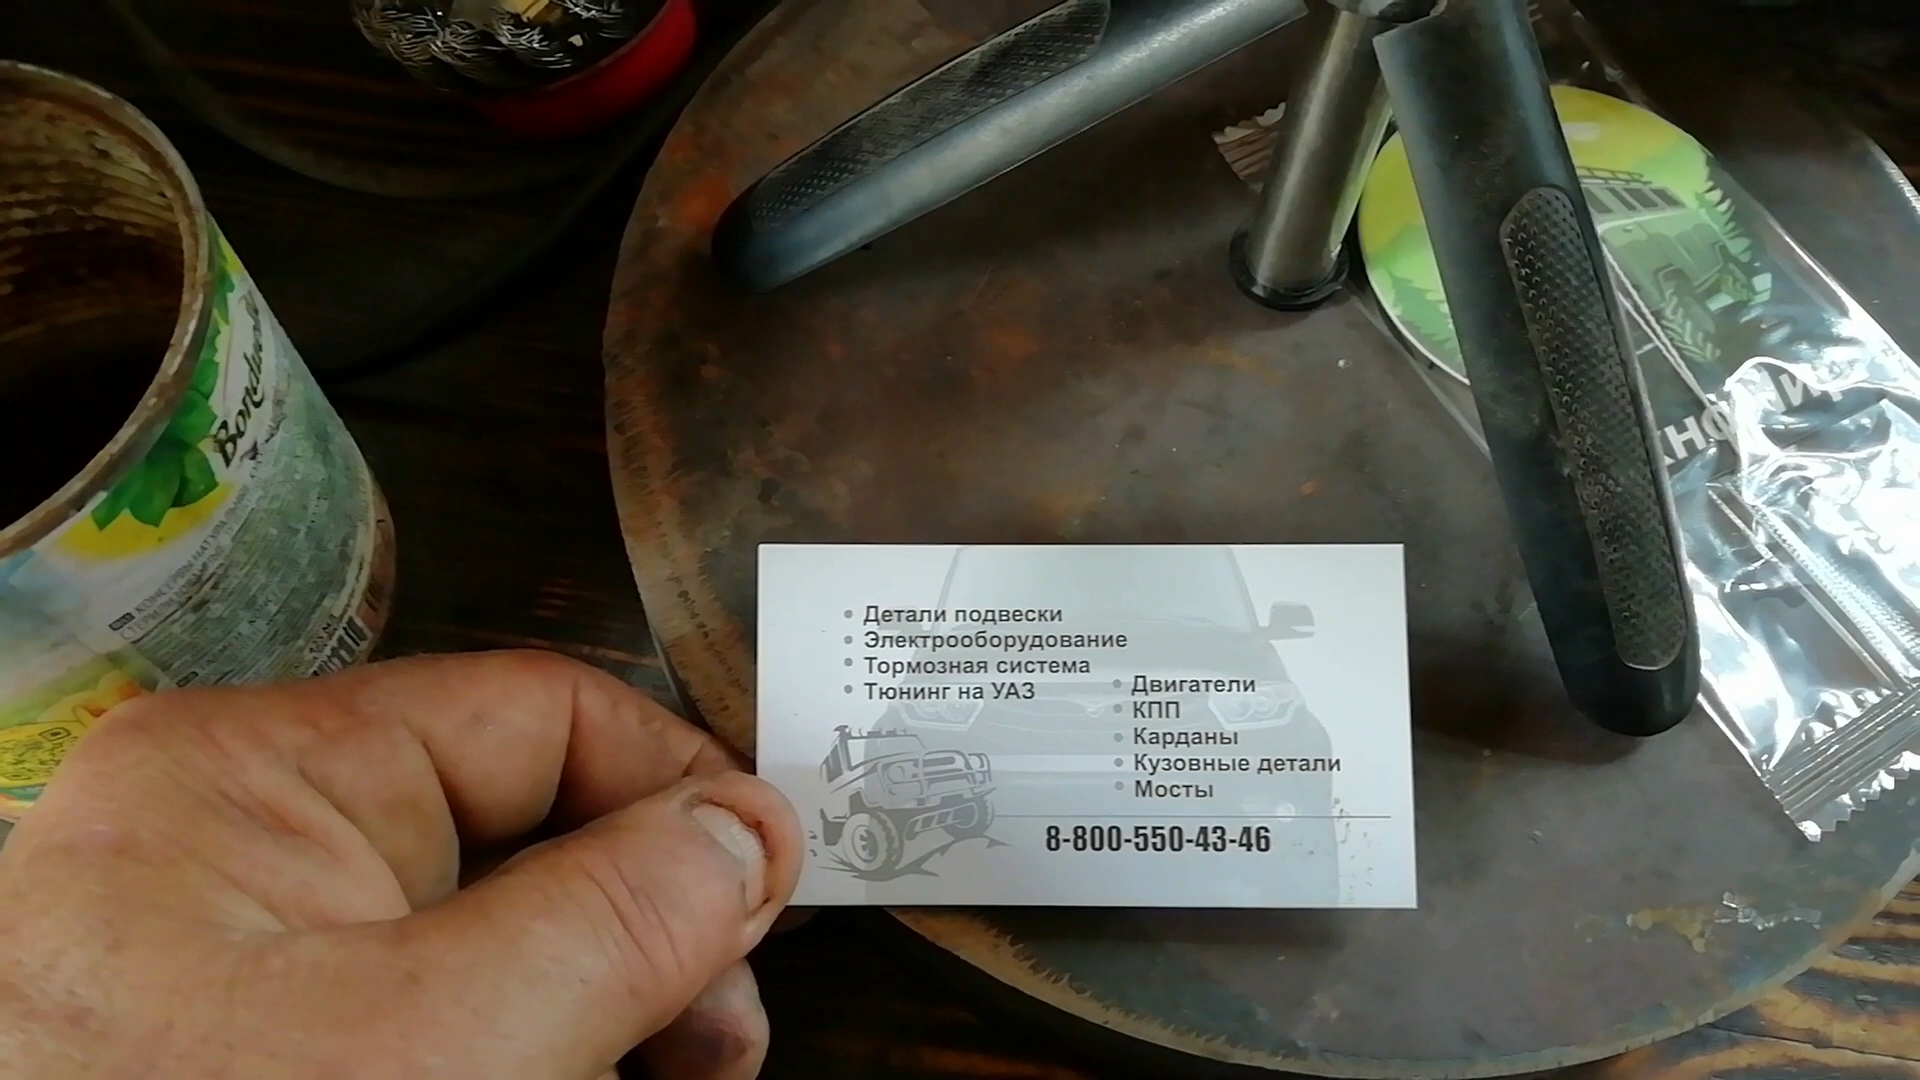 Bonduelle
• Детали подвески
• Электрооборудование
• Тормозная система
• Тюнинг на УАЗ
• Двигатели
• КПП
• Карданы
• Кузовные детали
• Мосты
8-800-550-43-46